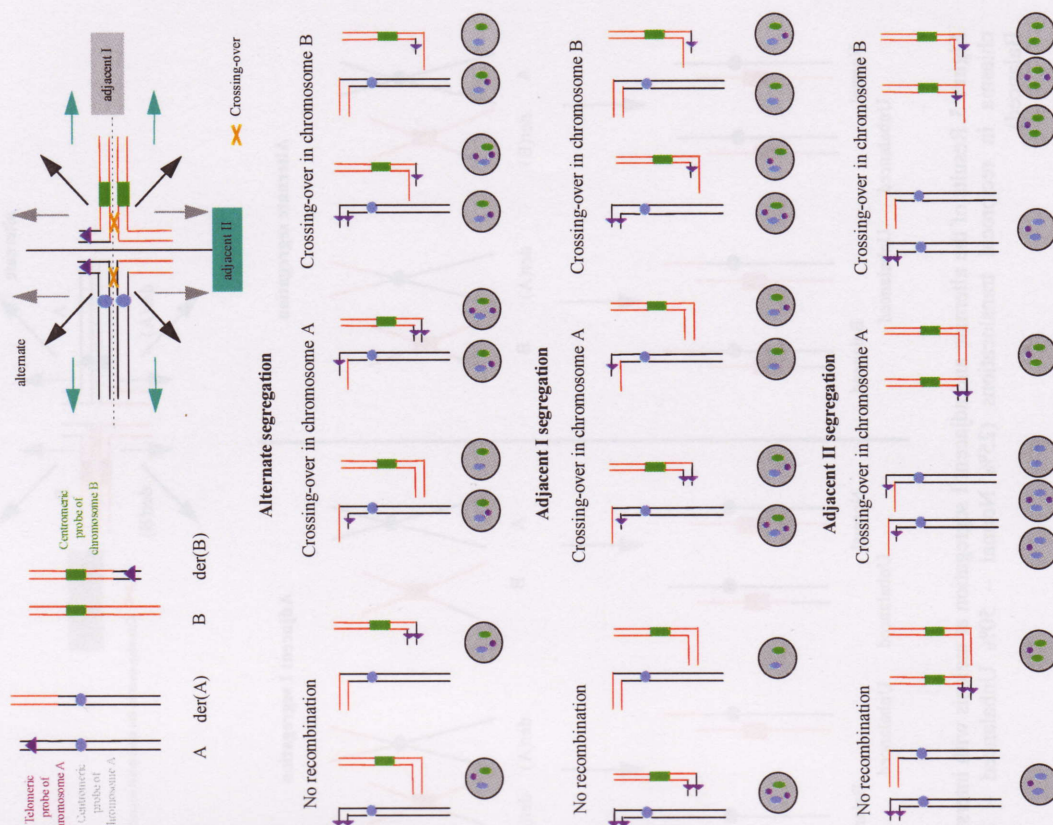 Telomeric
probe of
chromosome A
Centromeric
probe of
chromosome A
Centromeric
probe of
chromosome B
A
der(A)
B
der(B)
alternate
adjacent I
adjacent II
Crossing-over
Alternate segregation
No recombination
Crossing-over in chromosome A
Crossing-over in chromosome B
Adjacent I segregation
No recombination
Crossing-over in chromosome A
Crossing-over in chromosome B
Adjacent II segregation
No recombination
Crossing-over in chromosome A
Crossing-over in chromosome B